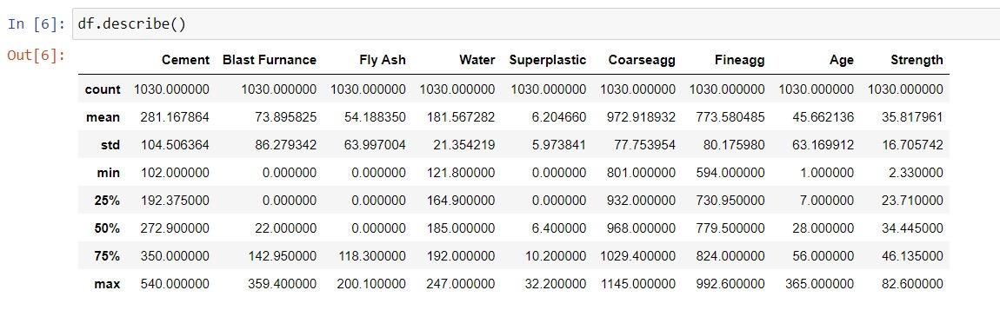 In [6]: df.describe()
Out[6]:
Cement Blast Furnance Fly Ash Water Superplastic Coarseagg Fineagg Age Strength
count 1030.000000 1030.000000 1030.000000 1030.000000 1030.000000 1030.000000 1030.000000 1030.000000 1030.000000
mean 281.167864 73.895825 54.188350 181.567282 6.204660 972.918932 773.580485 45.662136 35.817961
std 104.506364 86.279342 63.997004 21.354219 5.973841 77.753954 80.175980 63.169912 16.705742
min 102.000000 0.000000 0.000000 121.800000 0.000000 801.000000 594.000000 1.000000 2.330000
25% 192.375000 0.000000 0.000000 164.900000 0.000000 932.000000 730.950000 7.000000 23.710000
50% 272.900000 22.000000 0.000000 185.000000 6.400000 968.000000 779.500000 28.000000 34.445000
75% 350.000000 142.950000 118.300000 192.000000 10.200000 1029.400000 824.000000 56.000000 46.135000
max 540.000000 359.400000 200.100000 247.000000 32.200000 1145.000000 992.600000 365.000000 82.600000